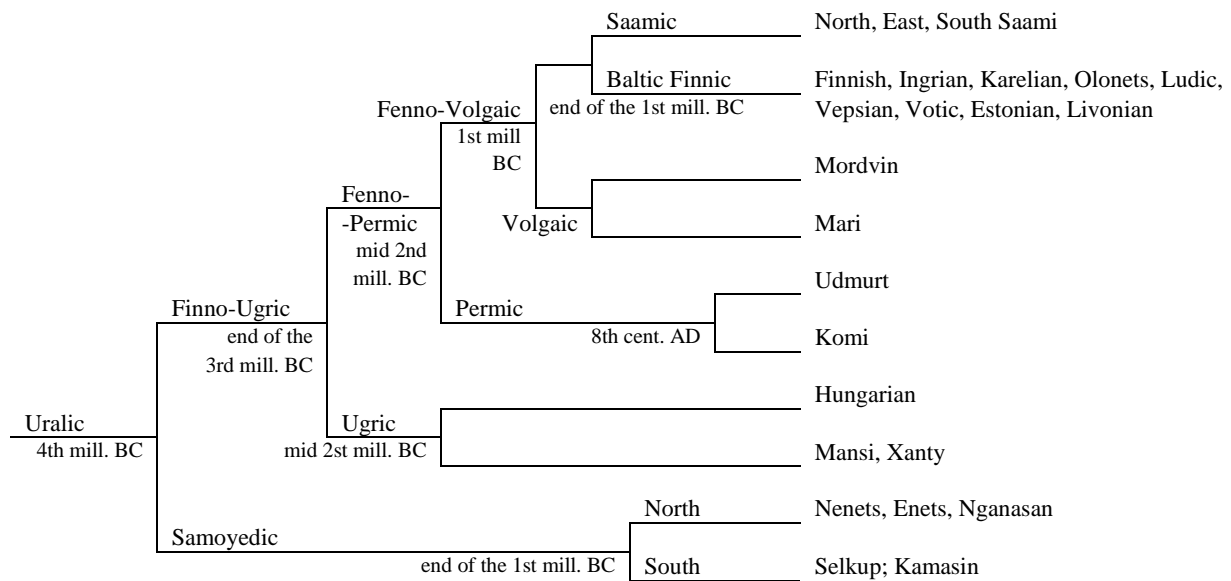 Saamic
North, East, South Saami
Baltic Finnic
Finnish, Ingrian, Karelian, Olonets, Ludic,
Fenno-Volgaic
end of the 1st mill. BC
Vepsian, Votic, Estonian, Livonian
1st mill
BC
Mordvin
Fenno-
-Permic
Volgaic
Mari
mid 2nd
mill. BC
Udmurt
Finno-Ugric
Permic
end of the
8th cent. AD
Komi
3rd mill. BC
Hungarian
Uralic
Ugric
4th mill. BC
mid 2st mill. BC
Mansi, Xanty
North
Nenets, Enets, Nganasan
Samoyedic
end of the 1st mill. BC
South
Selkup; Kamasin